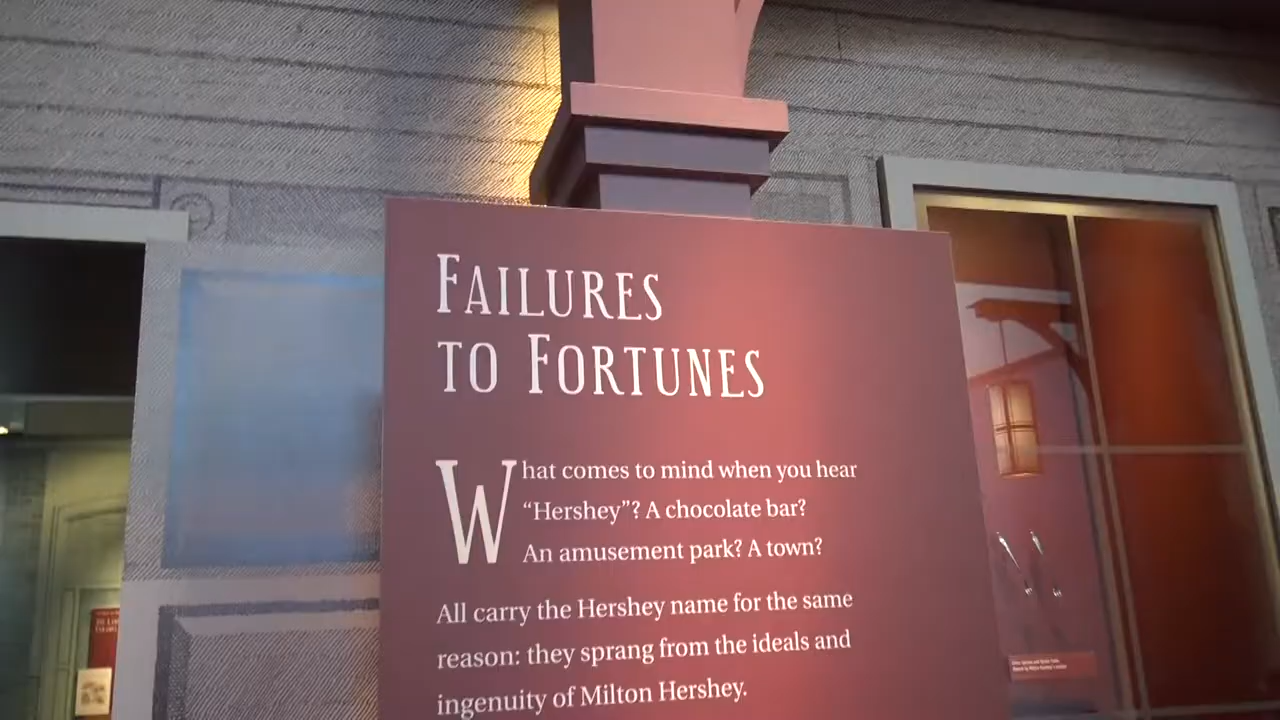 FAILURES
TO FORTUNES
What comes to mind when you hear
“Hershey”? A chocolate bar?
An amusement park? A town?
All carry the Hershey name for the same
reason: they sprang from the ideals and
ingenuity of Milton Hershey.